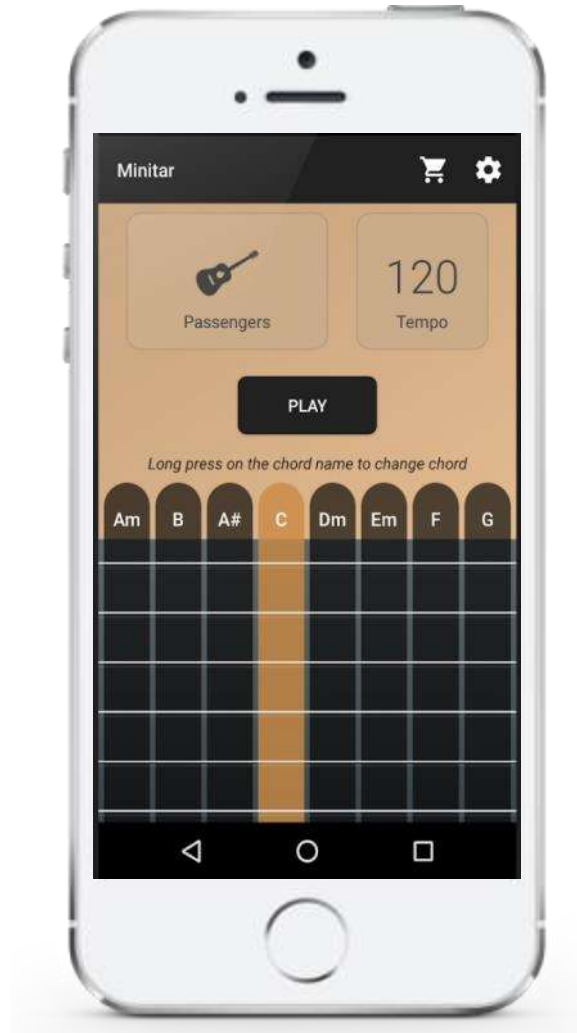 Minitar
120
Passengers
Tempo
PLAY
Long press on the chord name to change chord
Am B A# C Dm Em F G